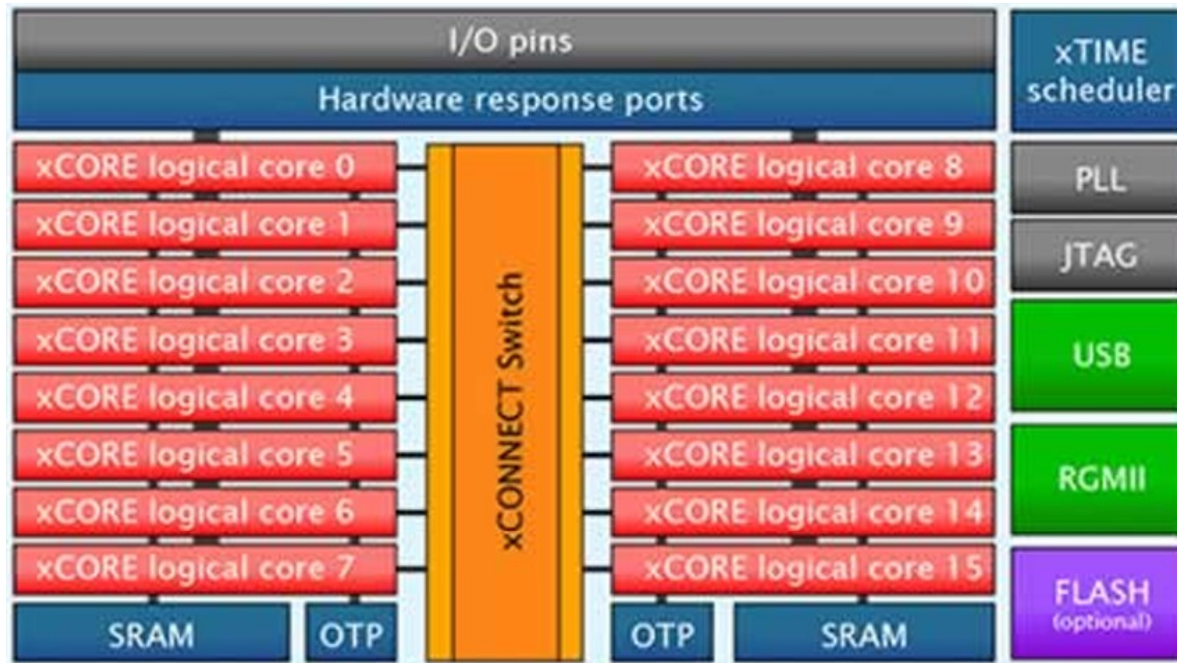 I/O pins
Hardware response ports
xTIME
scheduler
xCORE logical core 0
xCORE logical core 1
xCORE logical core 2
xCORE logical core 3
xCORE logical core 4
xCORE logical core 5
xCORE logical core 6
xCORE logical core 7
SRAM
OTP
xCONNECT Switch
xCORE logical core 8
xCORE logical core 9
xCORE logical core 10
xCORE logical core 11
xCORE logical core 12
xCORE logical core 13
xCORE logical core 14
xCORE logical core 15
OTP
SRAM
PLL
JTAG
USB
RGMII
FLASH
(optional)